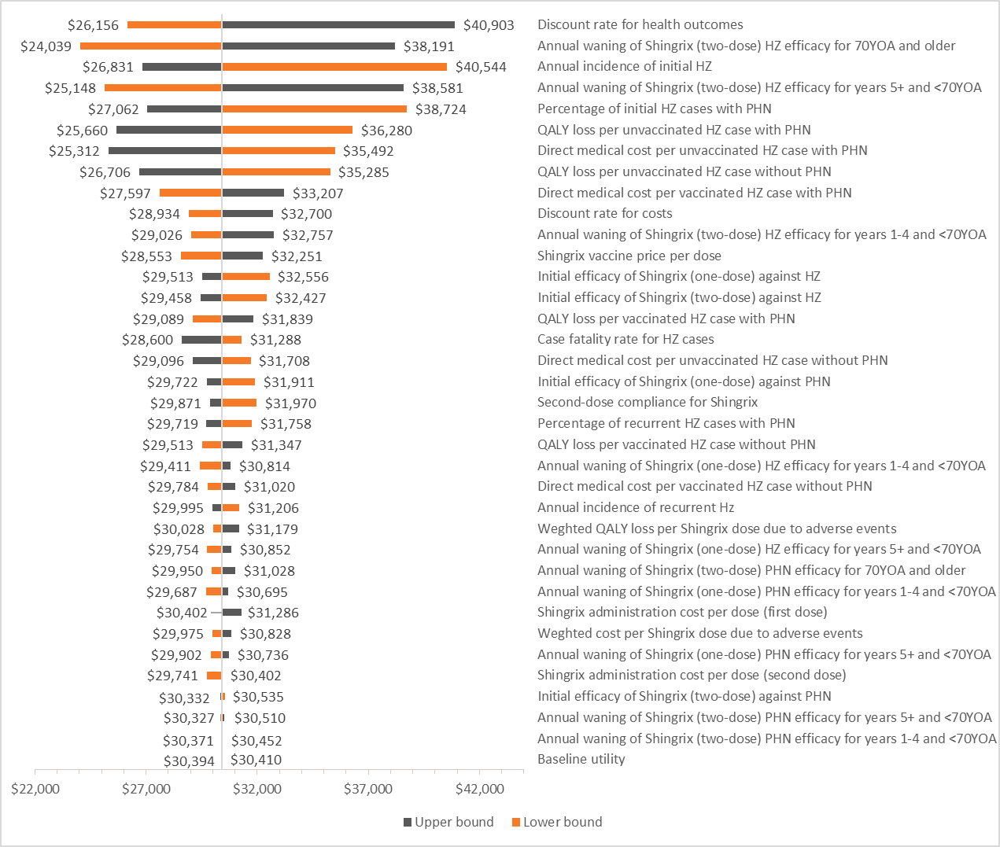 $26,156 $40,903 Discount rate for health outcomes
$24,039 $38,191 Annual waning of Shingrix (two-dose) HZ efficacy for 70YOA and older
$26,831 $40,544 Annual incidence of initial HZ
$25,148 $38,581 Annual waning of Shingrix (two-dose) HZ efficacy for years 5+ and <70YOA
$27,062 $38,724 Percentage of initial HZ cases with PHN
$25,660 $36,280 QALY loss per unvaccinated HZ case with PHN
$25,312 $35,492 Direct medical cost per unvaccinated HZ case with PHN
$26,706 $35,285 QALY loss per unvaccinated HZ case without PHN
$27,597 $33,207 Direct medical cost per vaccinated HZ case with PHN
$28,934 $32,700 Discount rate for costs
$29,026 $32,757 Annual waning of Shingrix (two-dose) HZ efficacy for years 1-4 and <70YOA
$28,553 $32,251 Shingrix vaccine price per dose
$29,513 $32,556 Initial efficacy of Shingrix (one-dose) against HZ
$29,458 $32,427 Initial efficacy of Shingrix (two-dose) against HZ
$29,089 $31,839 QALY loss per vaccinated HZ case with PHN
$28,600 $31,288 Case fatality rate for HZ cases
$29,096 $31,708 Direct medical cost per unvaccinated HZ case without PHN
$29,722 $31,911 Initial efficacy of Shingrix (one-dose) against PHN
$29,871 $31,970 Second-dose compliance for Shingrix
$29,719 $31,758 Percentage of recurrent HZ cases with PHN
$29,513 $31,347 QALY loss per vaccinated HZ case without PHN
$29,411 $30,814 Annual waning of Shingrix (one-dose) HZ efficacy for years 1-4 and <70YOA
$29,784 $31,020 Direct medical cost per vaccinated HZ case without PHN
$29,995 $31,206 Annual incidence of recurrent Hz
$30,028 $31,179 Weghted QALY loss per Shingrix dose due to adverse events
$29,754 $30,852 Annual waning of Shingrix (one-dose) HZ efficacy for years 5+ and <70YOA
$29,950 $31,028 Annual waning of Shingrix (two-dose) PHN efficacy for 70YOA and older
$29,687 $30,695 Annual waning of Shingrix (one-dose) PHN efficacy for years 1-4 and <70YOA
$30,402 $31,286 Shingrix administration cost per dose (first dose)
$29,975 $30,828 Weghted cost per Shingrix dose due to adverse events
$29,902 $30,736 Annual waning of Shingrix (one-dose) PHN efficacy for years 5+ and <70YOA
$29,741 $30,402 Shingrix administration cost per dose (second dose)
$30,332 $30,535 Initial efficacy of Shingrix (two-dose) against PHN
$30,327 $30,510 Annual waning of Shingrix (two-dose) PHN efficacy for years 5+ and <70YOA
$30,371 $30,452 Annual waning of Shingrix (two-dose) PHN efficacy for years 1-4 and <70YOA
$30,394 $30,410 Baseline utility
$22,000 $27,000 $32,000 $37,000 $42,000
Upper bound Lower bound